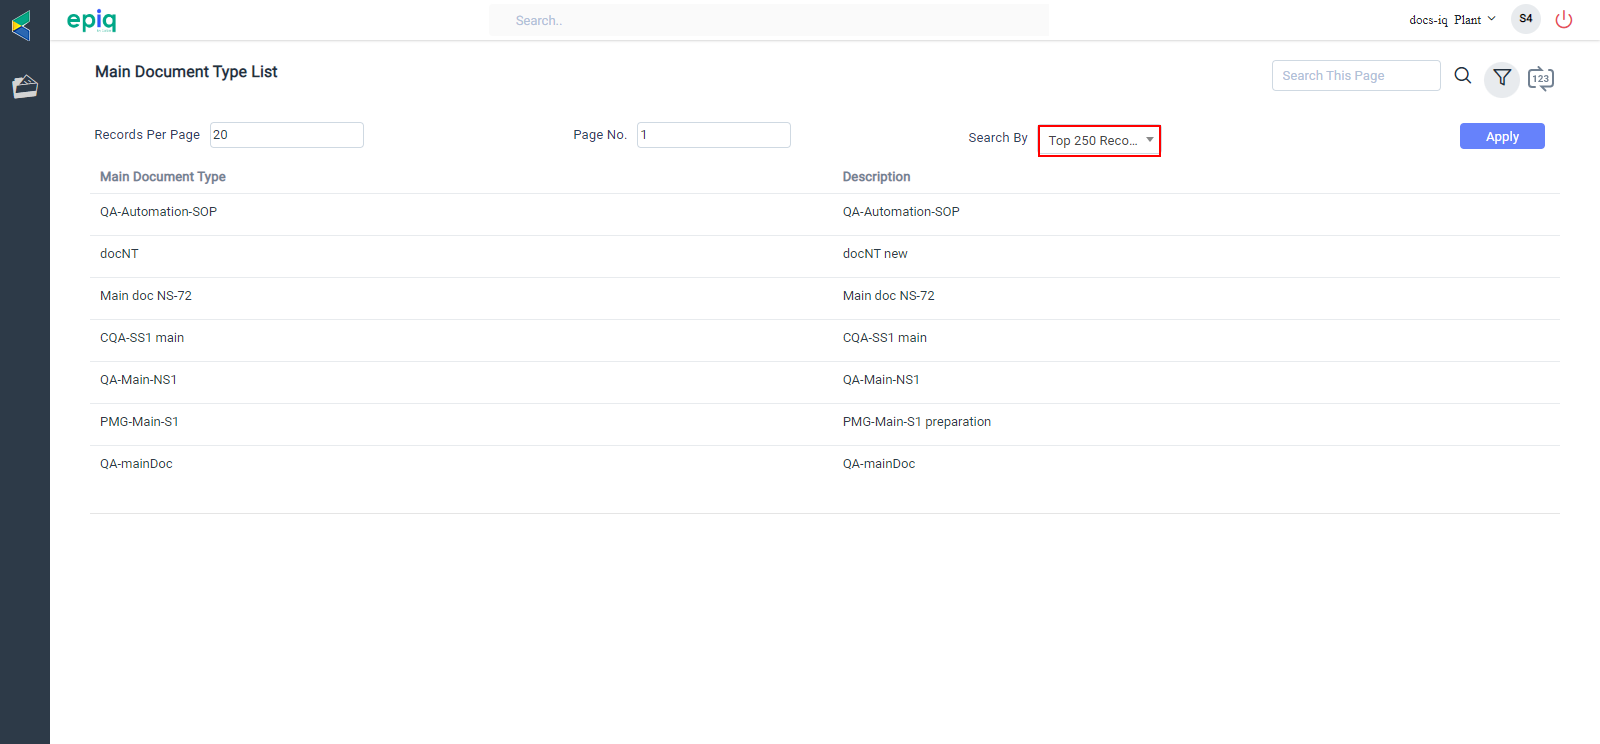 epiq
Search..
docs-iq Plant
S4
Main Document Type List
Search This Page
123
Records Per Page 20
Page No. 1
Search By Top 250 Reco...
Apply
Main Document Type Description
QA-Automation-SOP QA-Automation-SOP
docNT docNT new
Main doc NS-72 Main doc NS-72
CQA-SS1 main CQA-SS1 main
QA-Main-NS1 QA-Main-NS1
PMG-Main-S1 PMG-Main-S1 preparation
QA-mainDoc QA-mainDoc